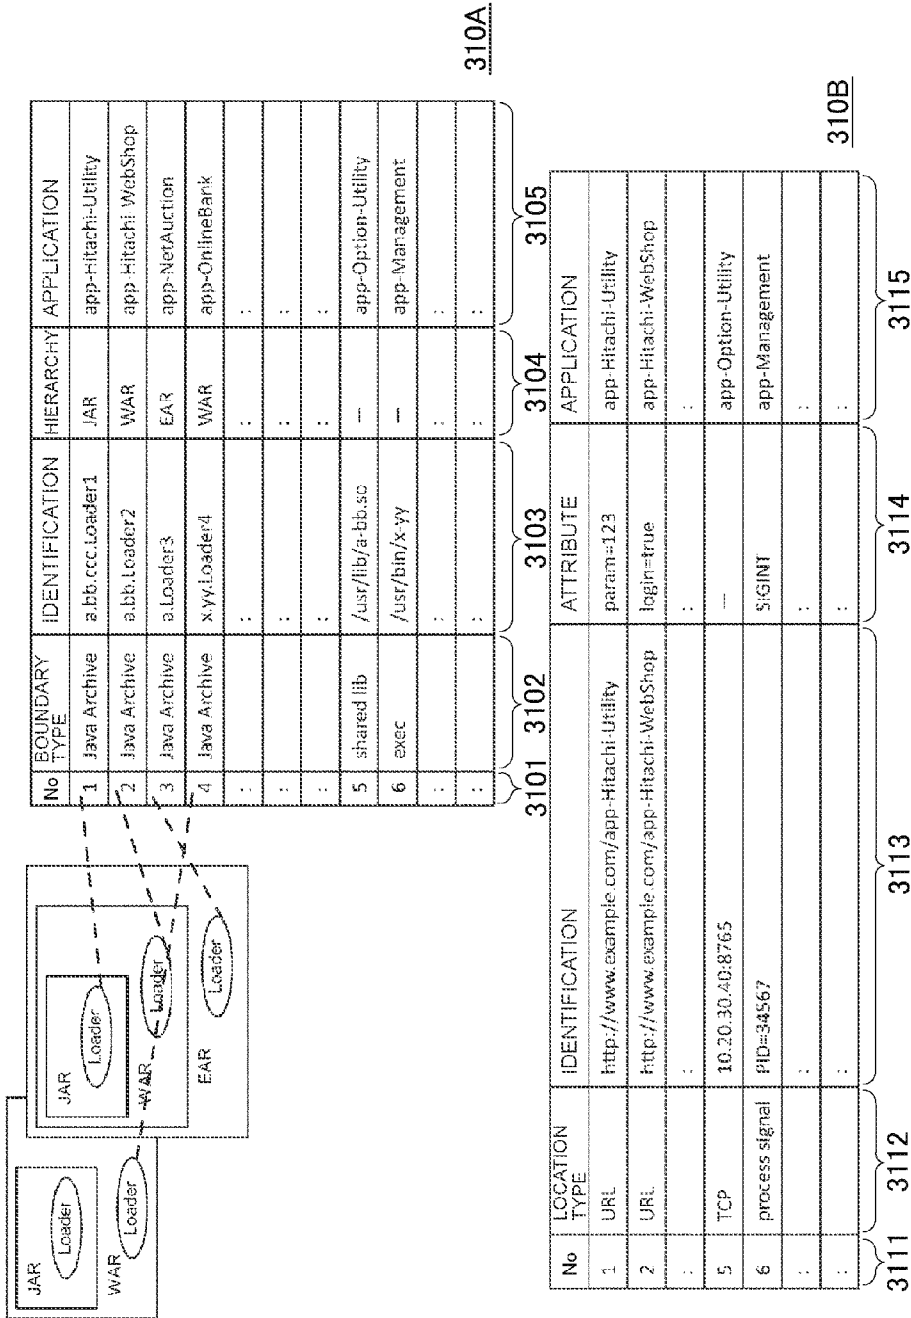 JAR
Loader
WAR
Loader
JAR
Loader
WAR
Loader
EAR
Loader
310A
No BOUNDARY TYPE IDENTIFICATION HIERARCHY APPLICATION
1 Java Archive a.bb.ccc.Loader1 JAR app-Hitachi-Utility
2 Java Archive a.bb.Loader2 WAR app-Hitachi-WebShop
3 Java Archive a.Loader3 EAR app-NetAuction
4 Java Archive x.yy.Loader4 WAR app-OnlineBank
: : : : :
: : : : :
: : : : :
5 shared lib /usr/lib/a-bb.so — app-Option-Utility
6 exec /usr/bin/x-yy — app-Management
: : : : :
: : : : :
3101 3102 3103 3104 3105
310B
No LOCATION TYPE IDENTIFICATION ATTRIBUTE APPLICATION
1 URL http://www.example.com/app-Hitachi-Utility param=123 app-Hitachi-Utility
2 URL http://www.example.com/app-Hitachi-WebShop login=true app-Hitachi-WebShop
: : : :
5 TCP 10.20.30.40:8765 — app-Option-Utility
6 process signal PID=34567 SIGINT app-Management
: : : :
: : : :
3111 3112 3113 3114 3115